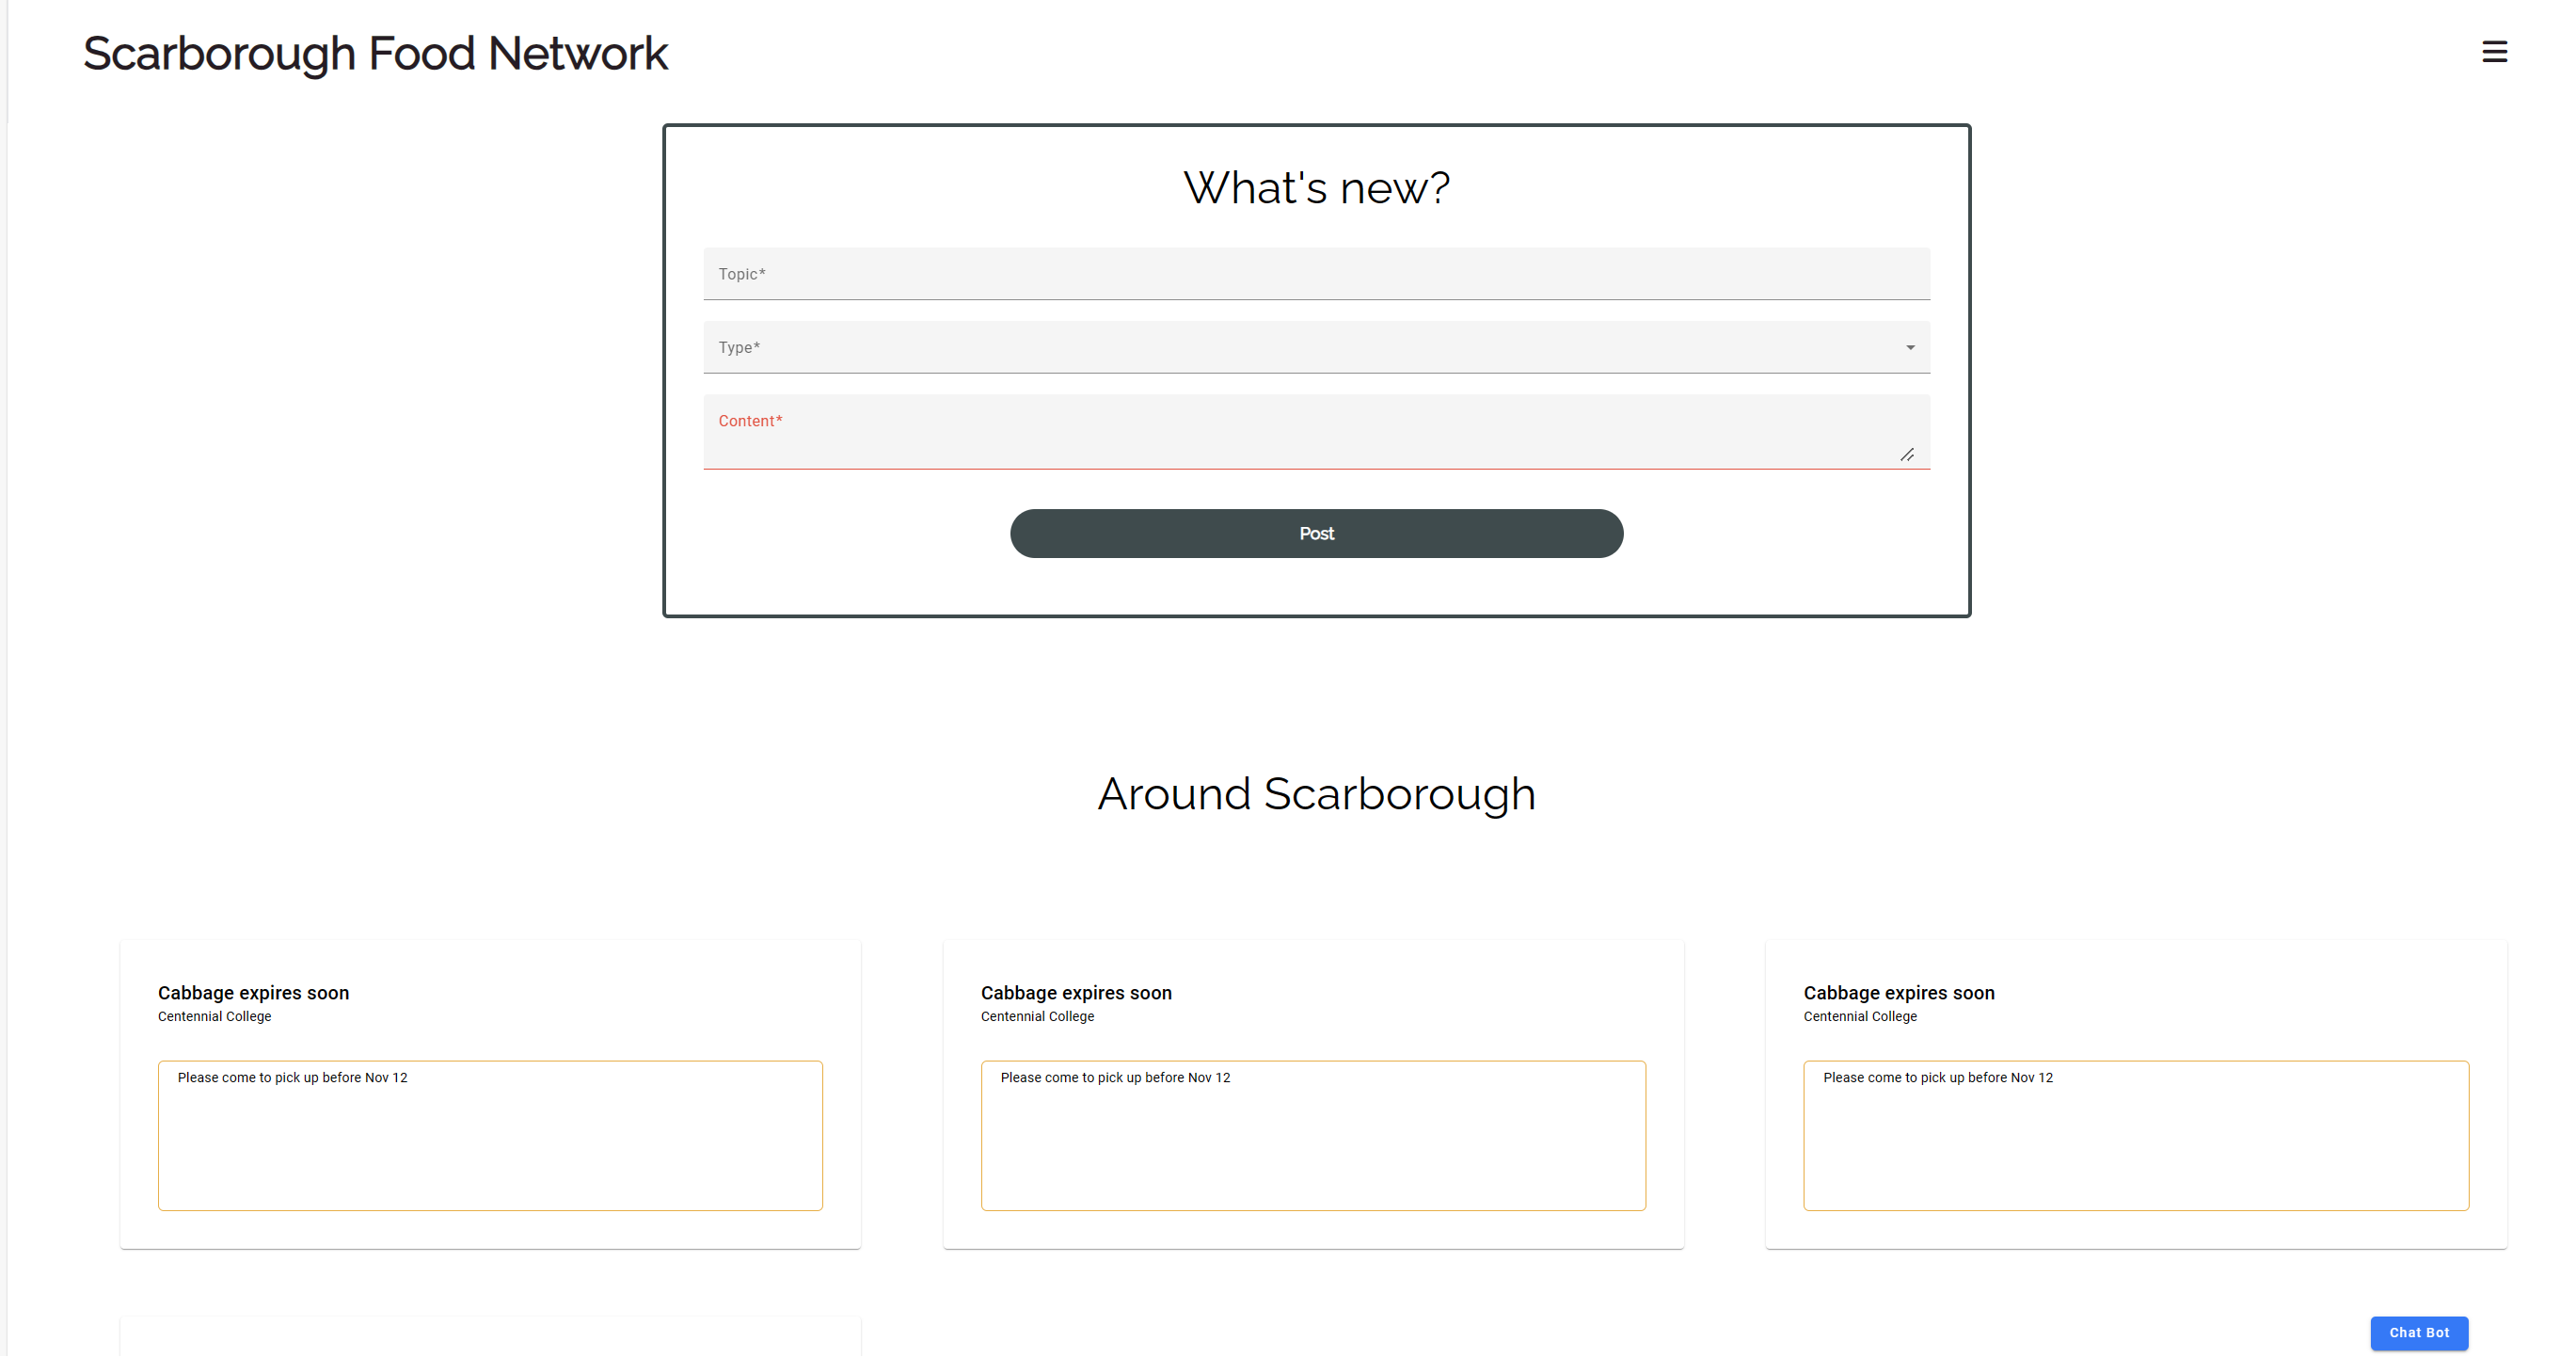 Scarborough Food Network
What's new?
Topic*
Type*
Content*
Post
Around Scarborough
Cabbage expires soon
Centennial College
Please come to pick up before Nov 12
Cabbage expires soon
Centennial College
Please come to pick up before Nov 12
Cabbage expires soon
Centennial College
Please come to pick up before Nov 12
Chat Bot